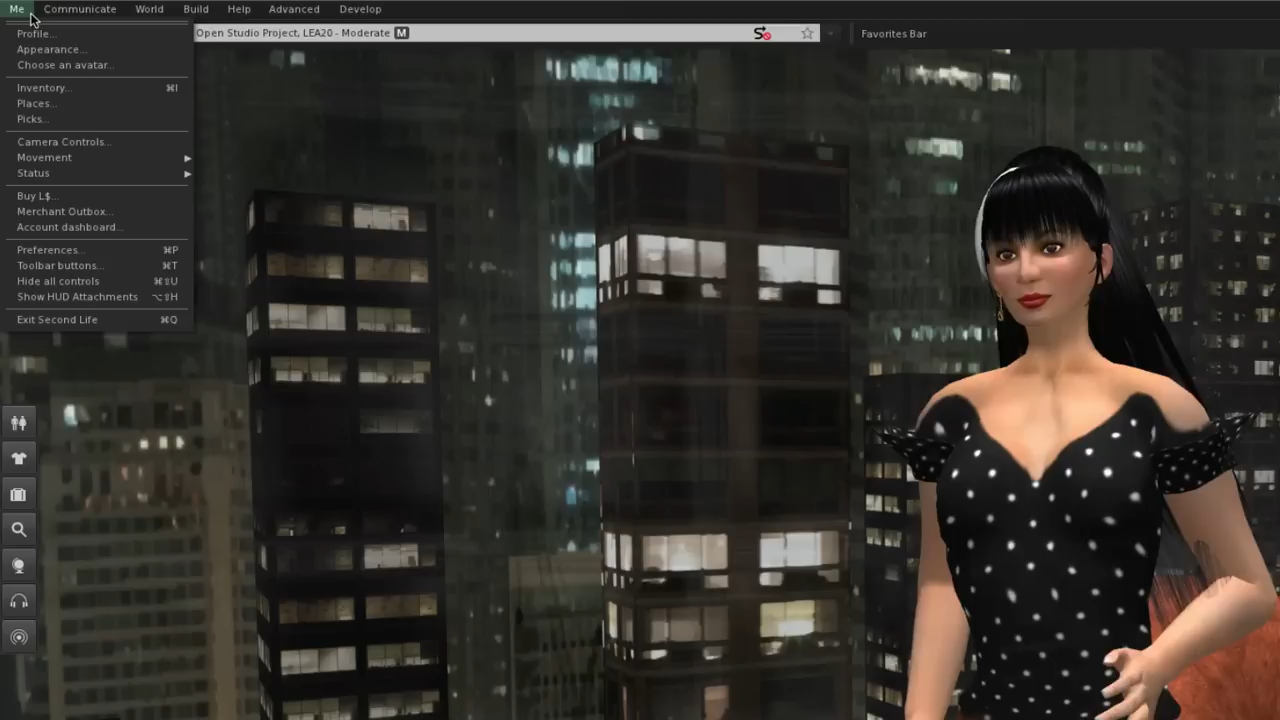 Me Communicate World Build Help Advanced Develop
Open Studio Project, LEA20 - Moderate M
Favorites Bar
Profile...
Appearance...
Choose an avatar...
Inventory... ⌘I
Places...
Picks...
Camera Controls...
Movement
Status
Buy L$...
Merchant Outbox...
Account dashboard...
Preferences... ⌘P
Toolbar buttons... ⌘T
Hide all controls ⌘⇧U
Show HUD Attachments ⌥⇧H
Exit Second Life ⌘Q